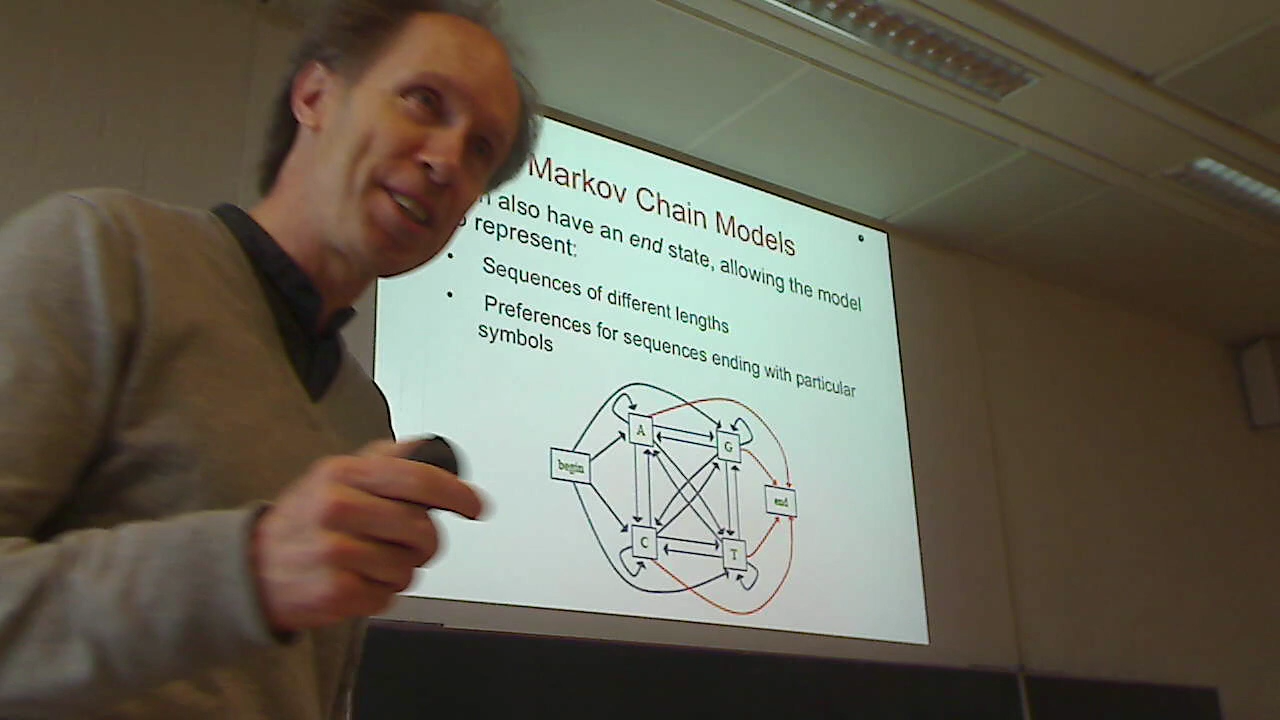 Markov Chain Models
also have an end state, allowing the model
represent:
• Sequences of different lengths
• Preferences for sequences ending with particular
symbols
A
G
begin
end
C
T